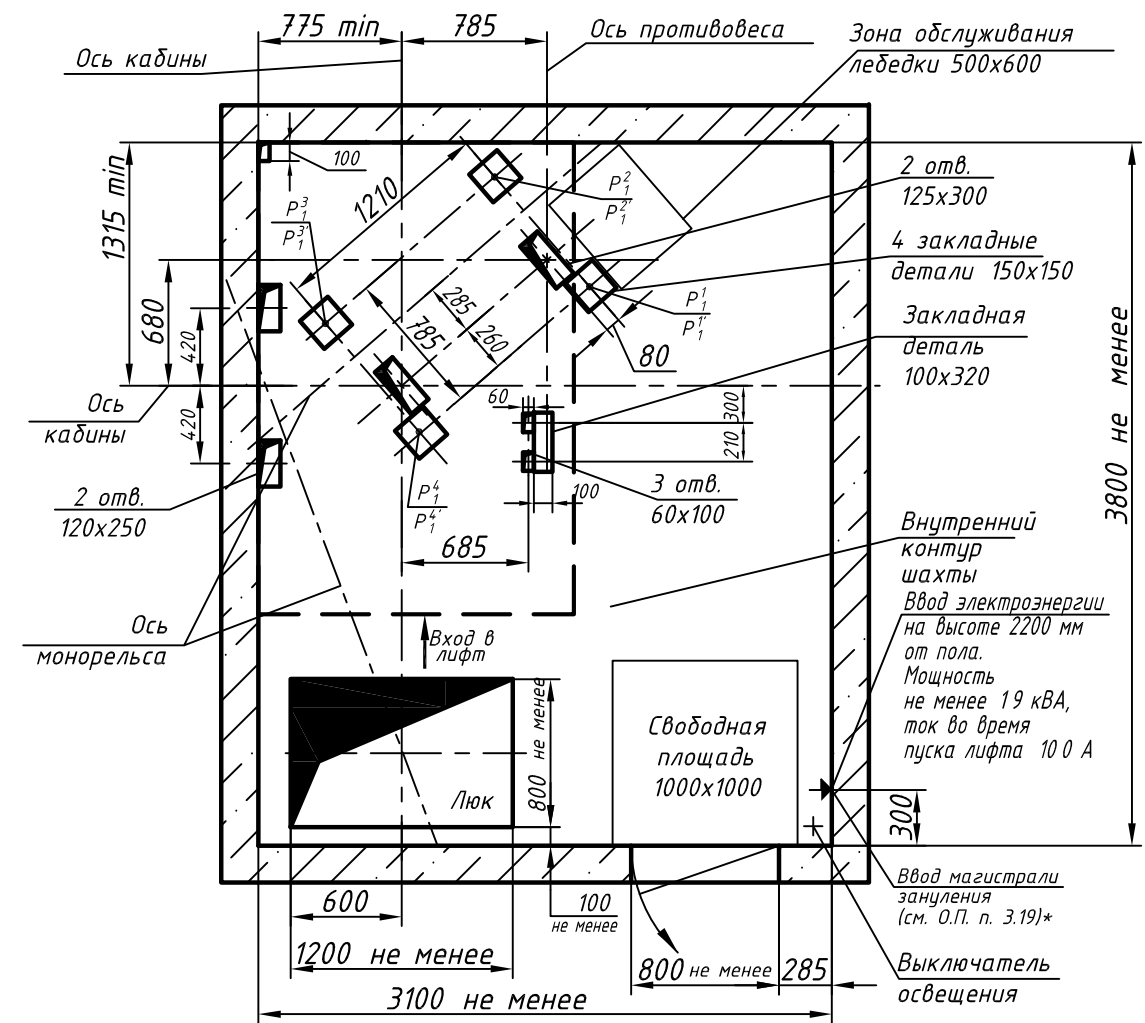 775 min
785
Ось противовеса
Зона обслуживания
лебедки 500х600
Ось кабины
100
1210
2 отв.
125х300
P₁²
P₁²'
P₁³
P₁³'
1315 min
4 закладные
детали 150х150
680
285
P₁¹
P₁¹'
Закладная
деталь
100х320
420
785
260
80
Ось
кабины
60
300
420
210
3800 не менее
2 отв.
120х250
P₁⁴
P₁⁴'
100
3 отв.
60х100
685
Внутренний
контур
шахты
Ось
монорельса
Вход в
лифт
Ввод электроэнергии
на высоте 2200 мм
от пола.
Мощность
не менее 19 кВА,
ток во время
пуска лифта 100 А
800 не менее
Свободная
площадь
1000х1000
Люк
300
Ввод магистрали
зануления
(см. О.П. п. 3.19)*
600
100
не менее
1200 не менее
800 не менее
285
Выключатель
освещения
3100 не менее